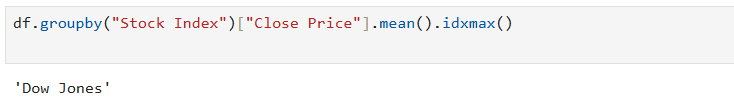 df.groupby("Stock Index")["Close Price"].mean().idxmax()
'Dow Jones'